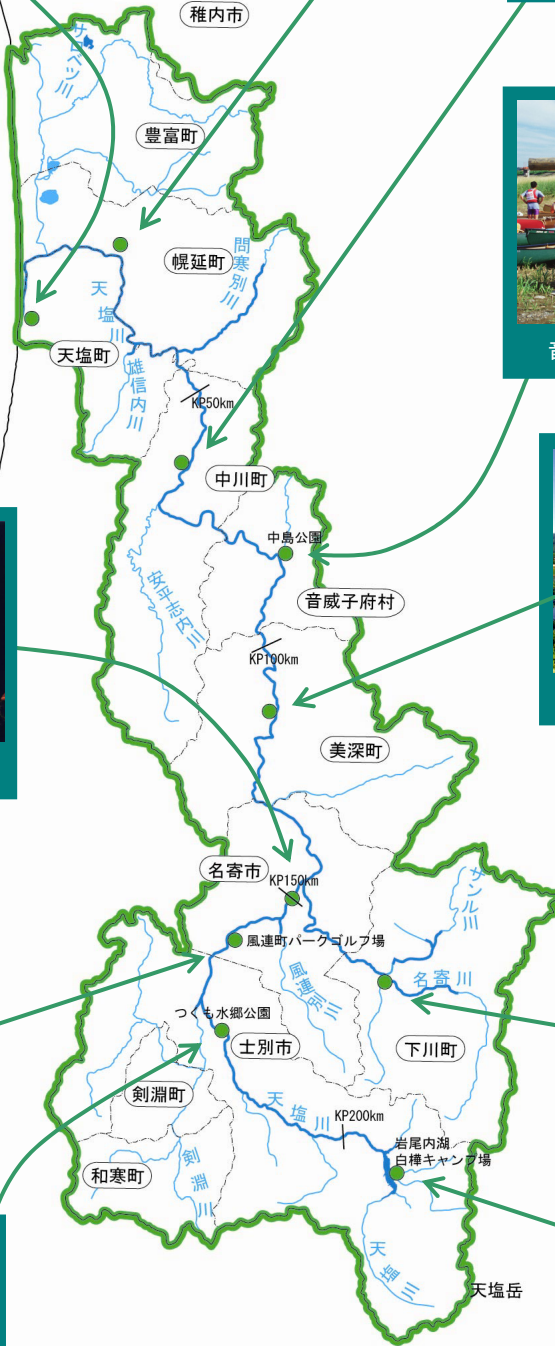 稚内市
サロベツ川
豊富町
問寒別川
幌延町
天塩川
天塩町
雄信内川
KP50km
中川町
中島公園
安平志内川
音威子府村
KP100km
美深町
名寄市
KP150km
サンル川
風連町パークゴルフ場
風連別川
名寄川
つくも水郷公園
士別市
下川町
剣淵町
天塩川
KP200km
岩尾内湖
白樺キャンプ場
和寒町
剣淵川
天塩川
天塩岳
音